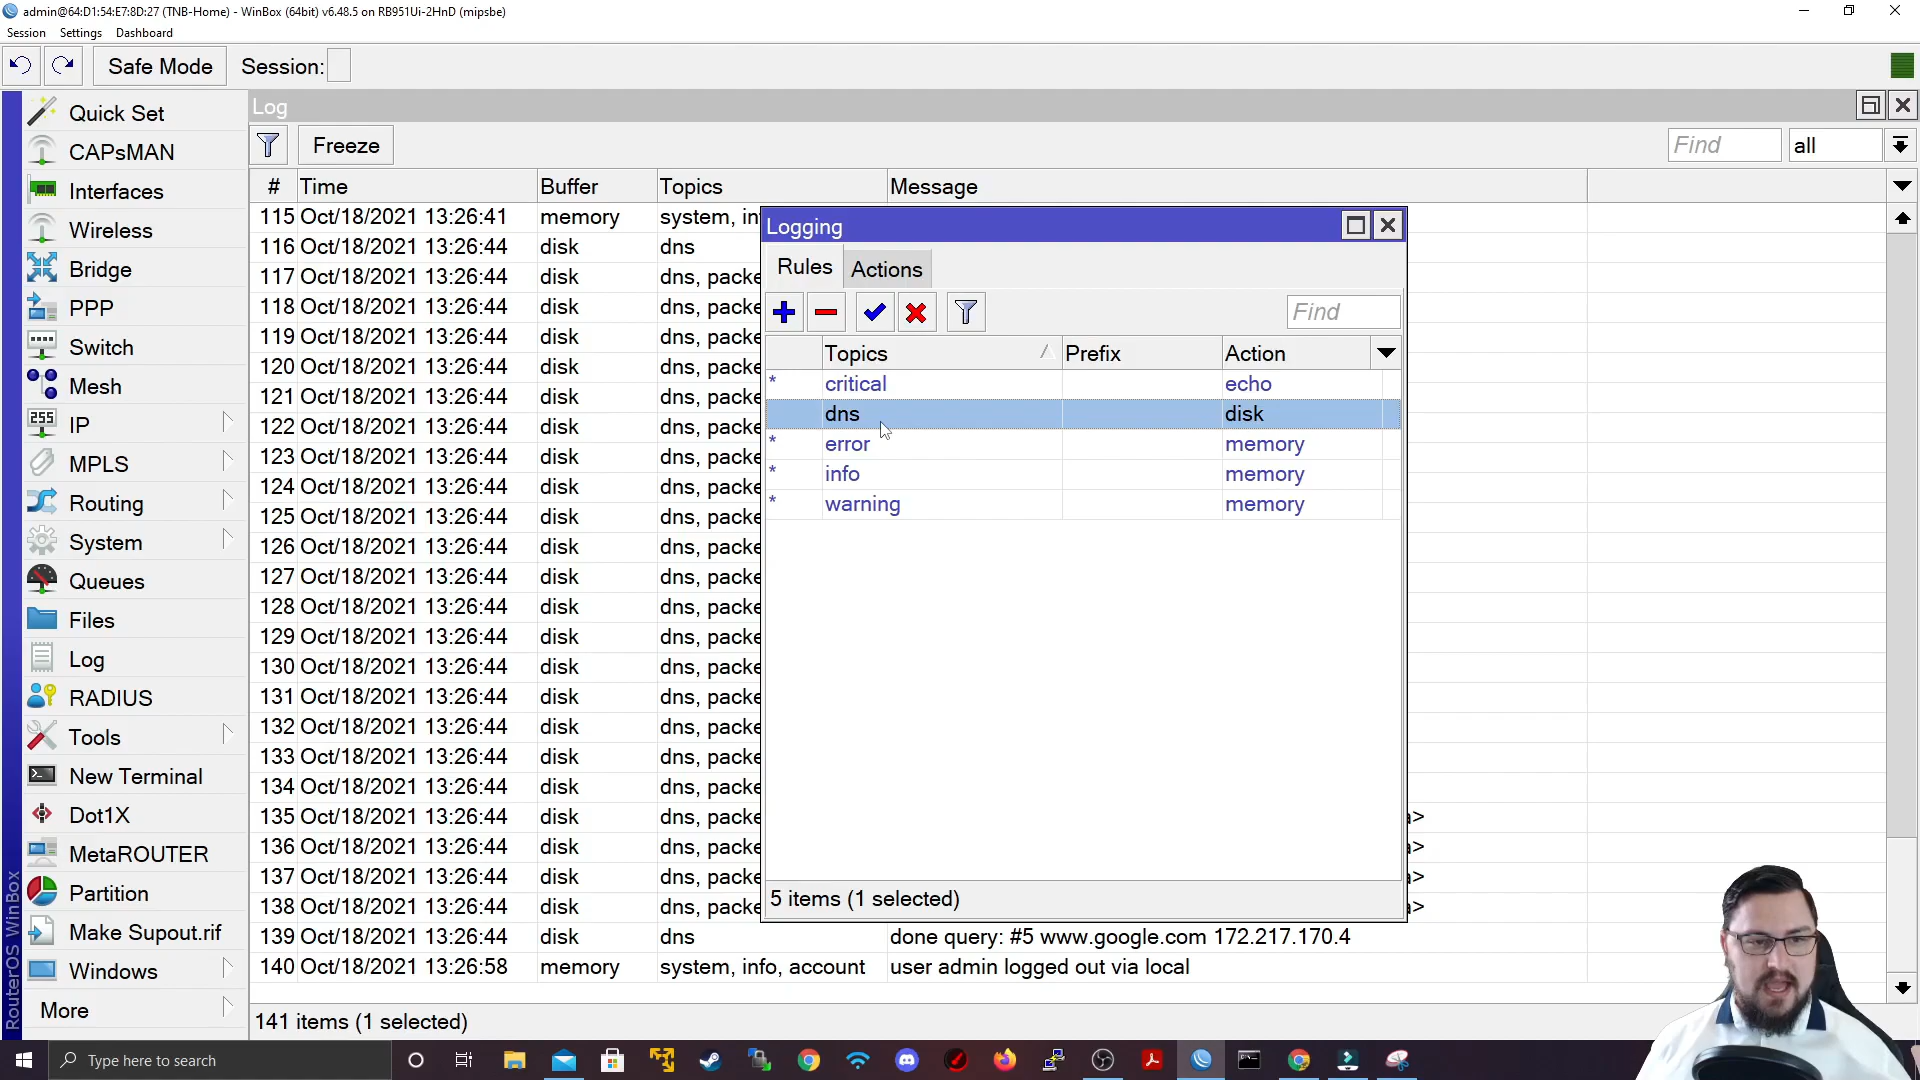 admin@64:D1:54:E7:8D:27 (TNB-Home) - WinBox (64bit) v6.48.5 on RB951Ui-2HnD (mipsbe)
Session Settings Dashboard
Safe Mode Session:
Quick Set
CAPsMAN
Interfaces
Wireless
Bridge
PPP
Switch
Mesh
255
IP
MPLS
Routing
System
Queues
Files
Log
RADIUS
Tools
New Terminal
Dot1X
MetaROUTER
Partition
Make Supout.rif
Windows
More
RouterOS WinBox
Log
Freeze Find all
# Time Buffer Topics Message
115 Oct/18/2021 13:26:41 memory system, in
116 Oct/18/2021 13:26:44 disk dns
117 Oct/18/2021 13:26:44 disk dns, packe
118 Oct/18/2021 13:26:44 disk dns, packe
119 Oct/18/2021 13:26:44 disk dns, packe
120 Oct/18/2021 13:26:44 disk dns, packe
121 Oct/18/2021 13:26:44 disk dns, packe
122 Oct/18/2021 13:26:44 disk dns, packe
123 Oct/18/2021 13:26:44 disk dns, packe
124 Oct/18/2021 13:26:44 disk dns, packe
125 Oct/18/2021 13:26:44 disk dns, packe
126 Oct/18/2021 13:26:44 disk dns, packe
127 Oct/18/2021 13:26:44 disk dns, packe
128 Oct/18/2021 13:26:44 disk dns, packe
129 Oct/18/2021 13:26:44 disk dns, packe
130 Oct/18/2021 13:26:44 disk dns, packe
131 Oct/18/2021 13:26:44 disk dns, packe
132 Oct/18/2021 13:26:44 disk dns, packe
133 Oct/18/2021 13:26:44 disk dns, packe
134 Oct/18/2021 13:26:44 disk dns, packe
135 Oct/18/2021 13:26:44 disk dns, packe a>
136 Oct/18/2021 13:26:44 disk dns, packe a>
137 Oct/18/2021 13:26:44 disk dns, packe a>
138 Oct/18/2021 13:26:44 disk dns, packe a>
139 Oct/18/2021 13:26:44 disk dns done query: #5 www.google.com 172.217.170.4
140 Oct/18/2021 13:26:58 memory system, info, account user admin logged out via local
141 items (1 selected)
Logging
Rules Actions
Find
Topics Prefix Action
* critical echo
dns disk
* error memory
* info memory
* warning memory
5 items (1 selected)
Type here to search